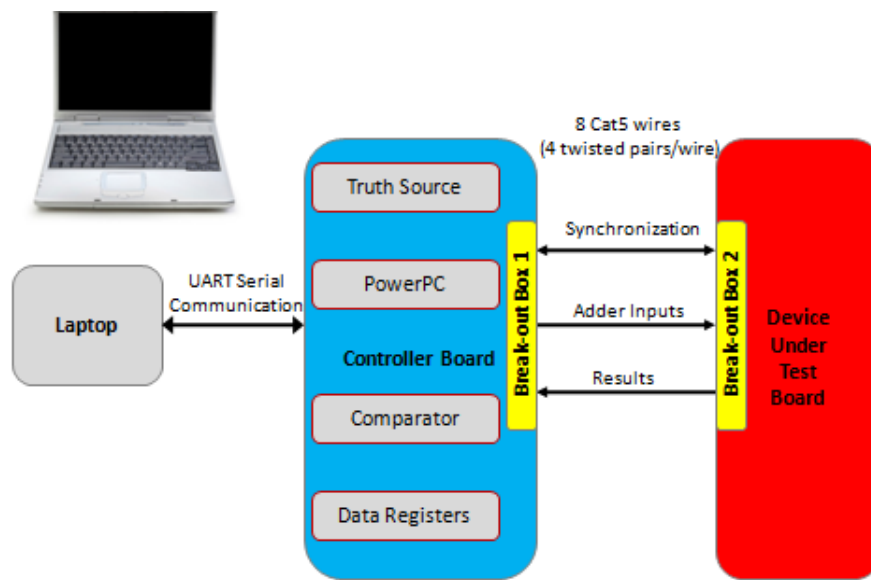 8 Cat5 wires
(4 twisted pairs/wire)
Truth Source
Synchronization
UART Serial
Communication
PowerPC
Laptop
Break-out Box 1
Break-out Box 2
Adder Inputs
Device
Under
Test
Board
Controller Board
Results
Comparator
Data Registers